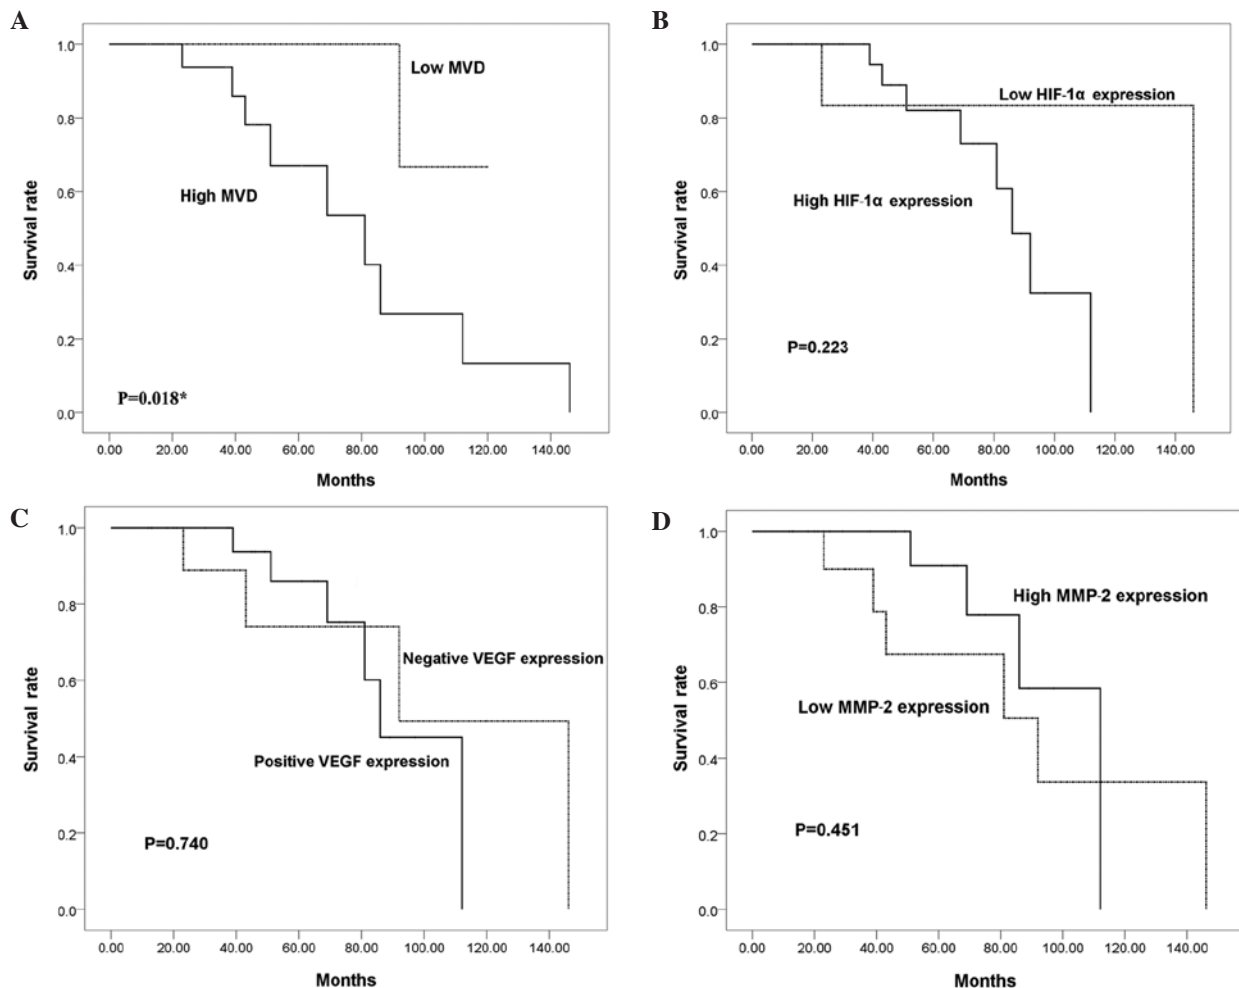 A
Survival rate
1.0
0.8
0.6
0.4
0.2
0.0
Low MVD
High MVD
P=0.018*
0.00 20.00 40.00 60.00 80.00 100.00 120.00 140.00
Months
B
Survival rate
1.0
0.8
0.6
0.4
0.2
0.0
Low HIF-1α expression
High HIF-1α expression
P=0.223
0.00 20.00 40.00 60.00 80.00 100.00 120.00 140.00
Months
C
Survival rate
1.0
0.8
0.6
0.4
0.2
0.0
Negative VEGF expression
Positive VEGF expression
P=0.740
0.00 20.00 40.00 60.00 80.00 100.00 120.00 140.00
Months
D
Survival rate
1.0
0.8
0.6
0.4
0.2
0.0
High MMP-2 expression
Low MMP-2 expression
P=0.451
0.00 20.00 40.00 60.00 80.00 100.00 120.00 140.00
Months